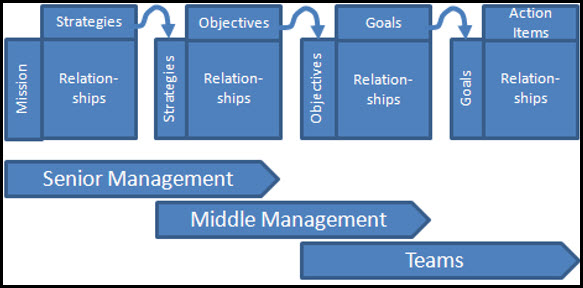 Strategies
Objectives
Goals
Action
Items
Mission
Relation-
ships
Strategies
Relation-
ships
Objectives
Relation-
ships
Goals
Relation-
ships
Senior Management
Middle Management
Teams